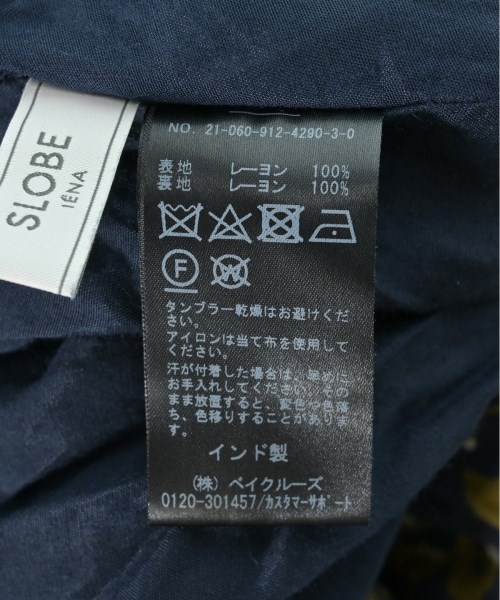 SLOBE
IÉNA
NO. 21-060-912-4290-3-0
表地 レーヨン 100%
裏地 レーヨン 100%
F W
タンブラー乾燥はお避けくだ
さい。
アイロンは当て布を使用して
ください。
汗が付着した場合は、早めに
お手入れしてください。その
まま放置すると、変色や色落
ち、色移りすることがありま
す。
インド製
(株) ベイクルーズ
0120-301457/カスタマーサポート